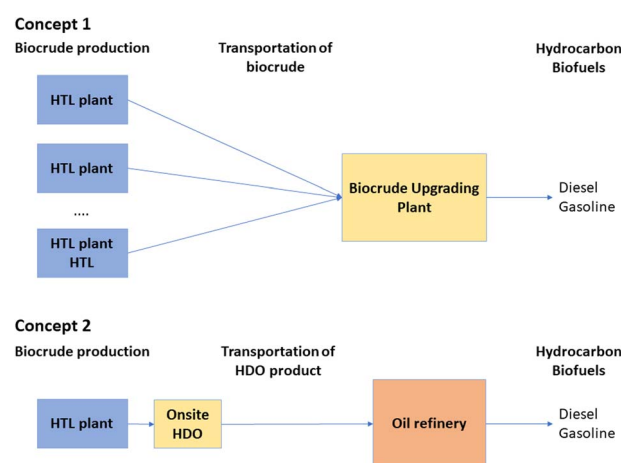 Concept 1
Biocrude production
Transportation of
biocrude
Hydrocarbon
Biofuels
HTL plant
HTL plant
....
HTL plant
HTL
Biocrude Upgrading
Plant
Diesel
Gasoline
Concept 2
Biocrude production
Transportation of
HDO product
Hydrocarbon
Biofuels
HTL plant
Onsite
HDO
Oil refinery
Diesel
Gasoline